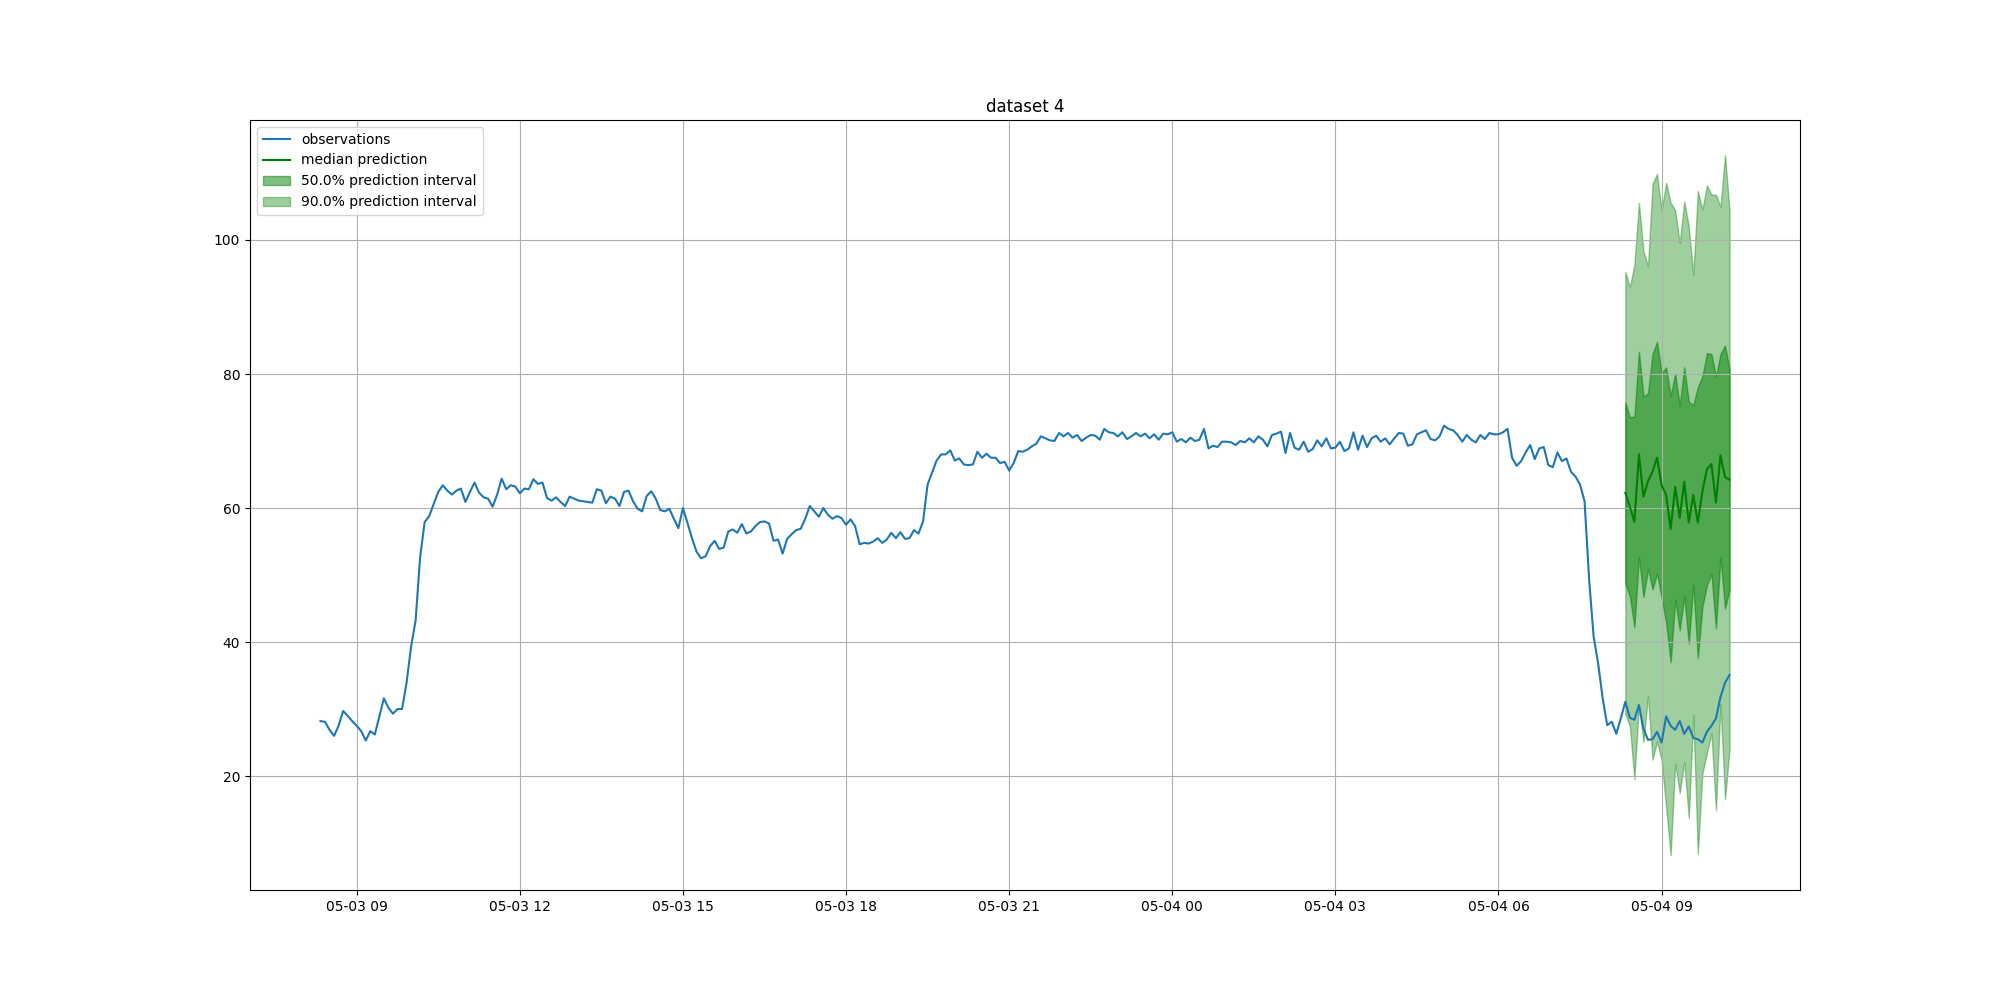 dataset 4
observations
median prediction
50.0% prediction interval
90.0% prediction interval
100
80
60
40
20
05-03 09 05-03 12 05-03 15 05-03 18 05-03 21 05-04 00 05-04 03 05-04 06 05-04 09